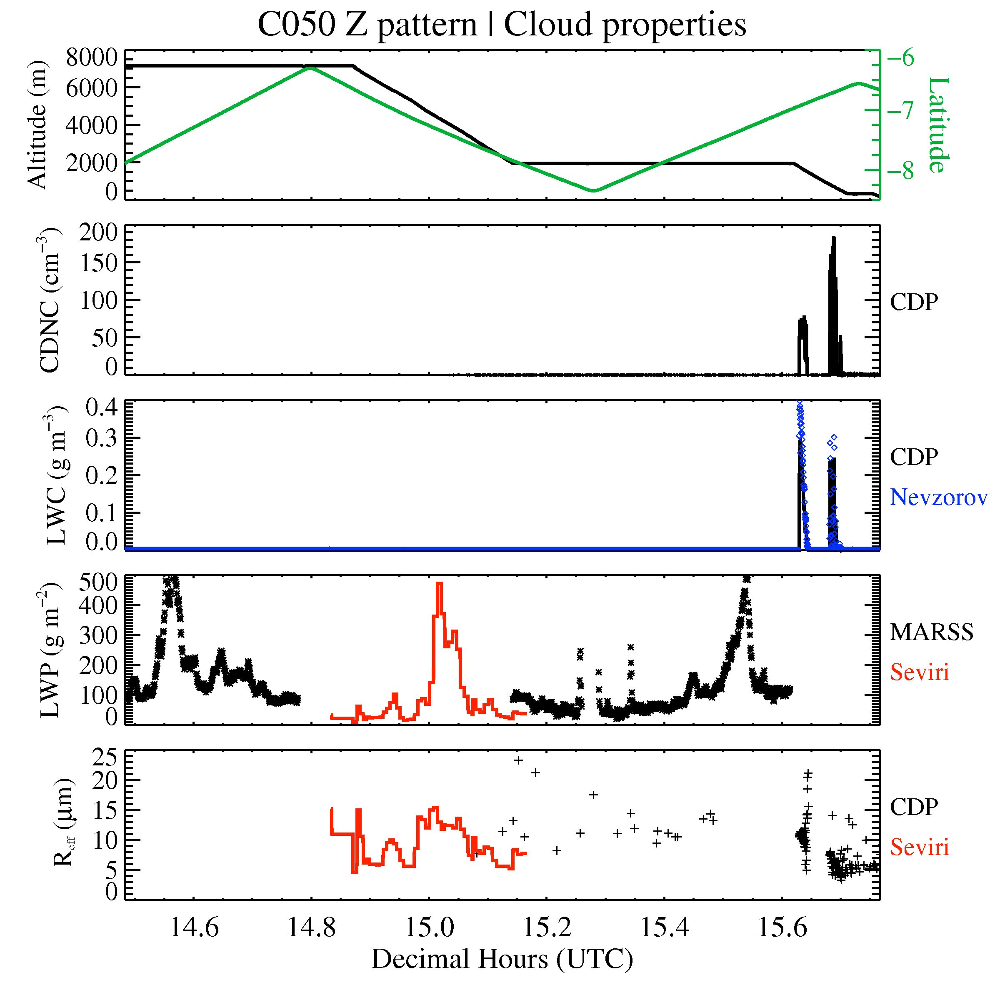 C050 Z pattern | Cloud properties
Altitude (m)
8000
6000
4000
2000
0
−6
−7
−8
Latitude
CDNC (cm−3)
200
150
100
50
0
CDP
LWC (g m−3)
0.4
0.3
0.2
0.1
0.0
CDP
Nevzorov
LWP (g m−2)
500
400
300
200
100
0
MARSS
Seviri
Reff (μm)
25
20
15
10
5
0
CDP
Seviri
14.6 14.8 15.0 15.2 15.4 15.6
Decimal Hours (UTC)